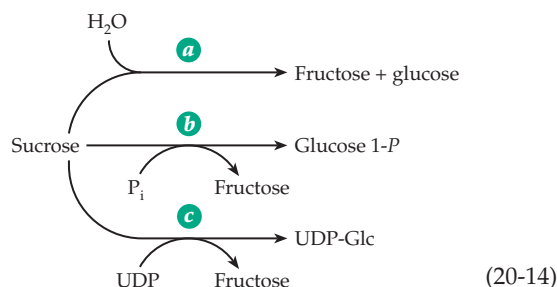 H₂O
a
Fructose + glucose
b
Sucrose
Glucose 1-P
Pᵢ
Fructose
c
UDP-Glc
UDP
Fructose
(20-14)